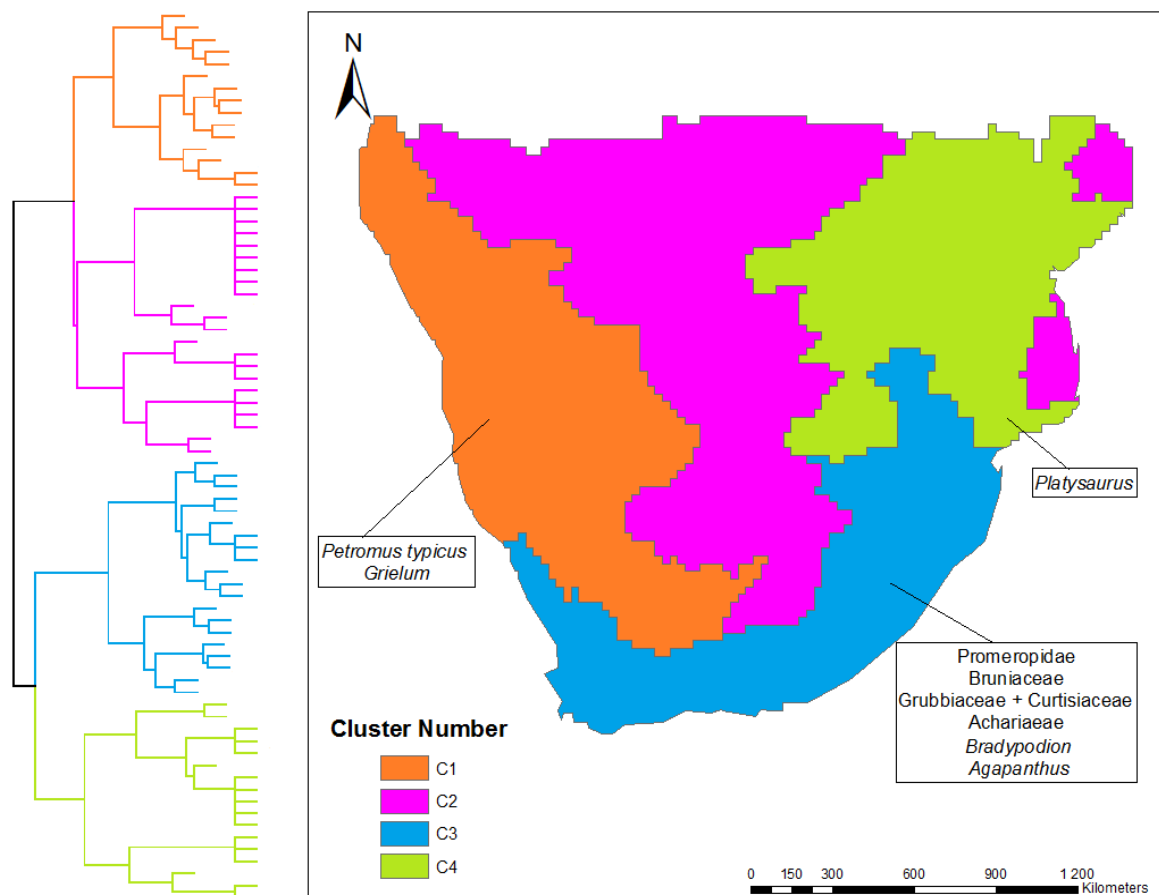 N
Petromus typicus
Grielum
Platysaurus
Promeropidae
Bruniaceae
Grubbiaceae + Curtisiaceae
Achariaeae
Bradypodion
Agapanthus
Cluster Number
C1
C2
C3
C4
0 150 300 600 900 1 200
Kilometers